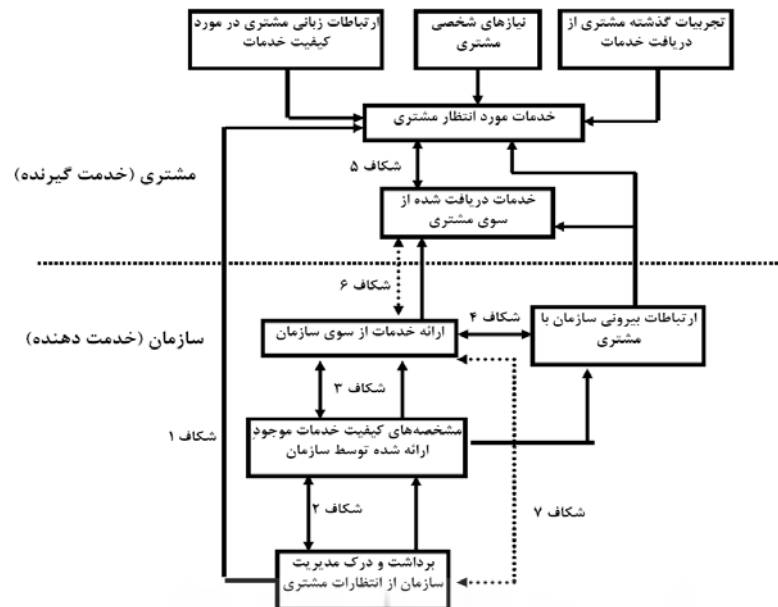 ارتباطات زبانی مشتری در مورد
کیفیت خدمات
نیازهای شخصی
مشتری
تجربیات گذشته مشتری از
دریافت خدمات
خدمات مورد انتظار مشتری
شکاف ۵
مشتری (خدمت گیرنده)
خدمات دریافت شده از
سوی مشتری
شکاف ۶
سازمان (خدمت دهنده)
ارائه خدمات از سوی سازمان
شکاف ۴
ارتباطات بیرونی سازمان با
مشتری
شکاف ۳
شکاف ۱
مشخصه‌های کیفیت خدمات موجودِ
ارائه شده توسط سازمان
شکاف ۲
شکاف ۷
برداشت و درک مدیریت
سازمان از انتظارات مشتری